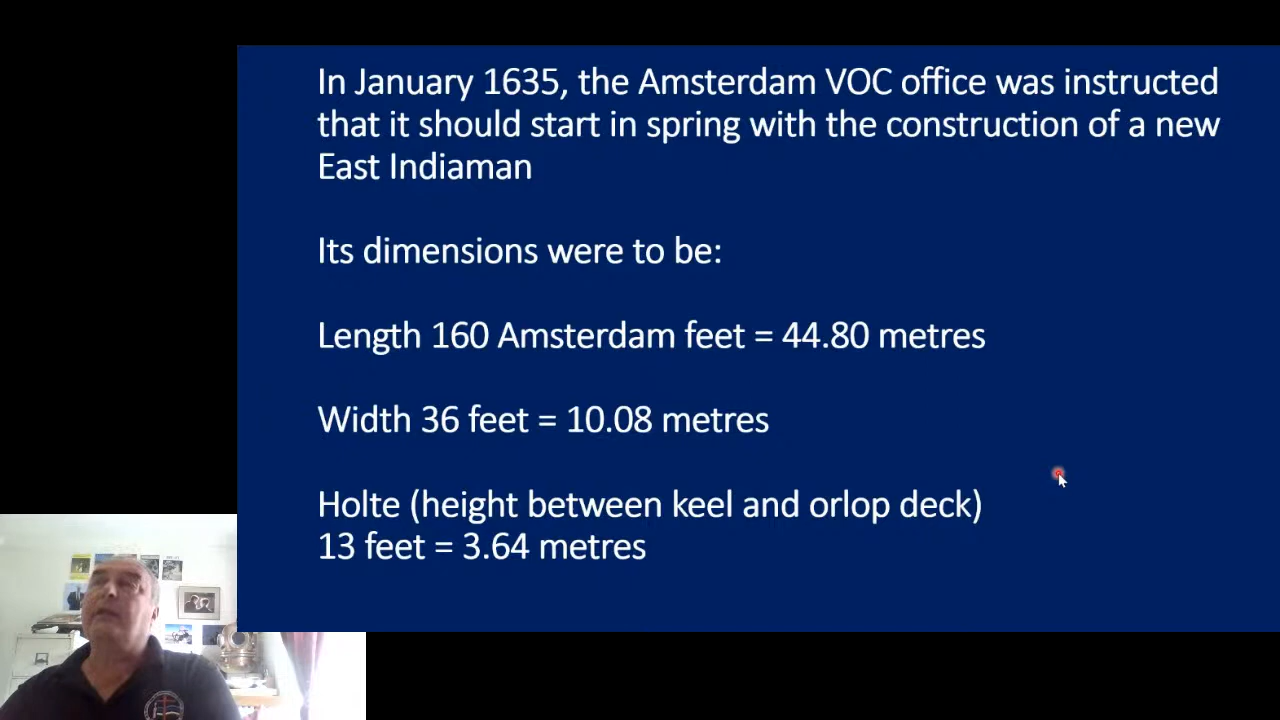 In January 1635, the Amsterdam VOC office was instructed
that it should start in spring with the construction of a new
East Indiaman
Its dimensions were to be:
Length 160 Amsterdam feet = 44.80 metres
Width 36 feet = 10.08 metres
Holte (height between keel and orlop deck)
13 feet = 3.64 metres